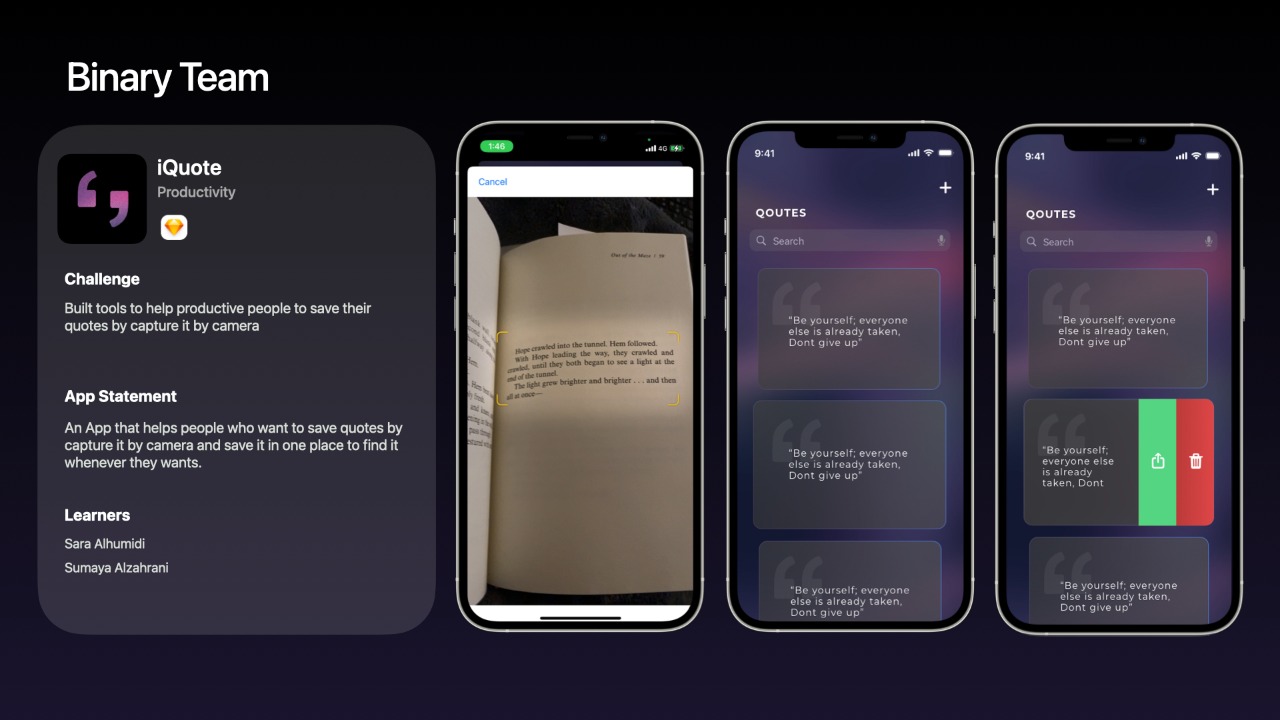 Binary Team
iQuote
Productivity
Challenge
Built tools to help productive people to save their
quotes by capture it by camera
App Statement
An App that helps people who want to save quotes by
capture it by camera and save it in one place to find it
whenever they wants.
Learners
Sara Alhumidi
Sumaya Alzahrani
1:46
4G
Cancel
Out of the Maze / 59
Hope crawled into the tunnel. Hem followed.
With Hope leading the way, they crawled and
crawled, until they both began to see a light at the
end of the tunnel.
The light grew brighter and brighter . . . and then
all at once—
9:41
+
QOUTES
Search
"Be yourself; everyone
else is already taken,
Dont give up"
"Be yourself; everyone
else is already taken,
Dont give up"
"Be yourself; everyone
else is already taken,
Dont give up"
9:41
+
QOUTES
Search
"Be yourself; everyone
else is already taken,
Dont give up"
"Be yourself;
everyone else
is already
taken, Dont
"Be yourself; everyone
else is already taken,
Dont give up"